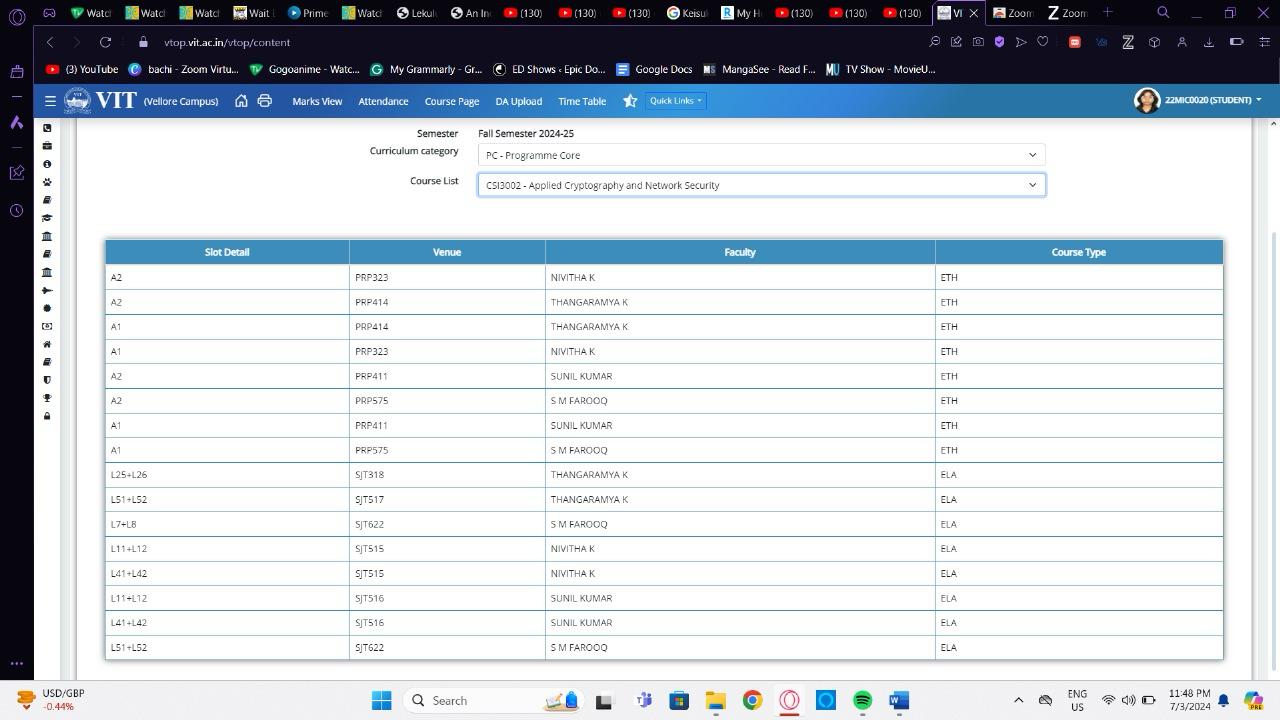 Watch
Watch
Watch
Wait
Prime
Watch
Lekul
An In
(130)
(130)
(130)
Keisu
My H
(130)
(130)
(130)
VI
Zoom
Zoom
vtop.vit.ac.in/vtop/content
(3) YouTube
bachi - Zoom Virtu...
Gogoanime - Watc...
My Grammarly - Gr...
ED Shows - Epic Do...
Google Docs
MangaSee - Read F...
TV Show - MovieU...
VIT (Vellore Campus) Marks View Attendance Course Page DA Upload Time Table Quick Links 22MIC0020 (STUDENT)
Semester Fall Semester 2024-25
Curriculum category PC - Programme Core
Course List CSI3002 - Applied Cryptography and Network Security
Slot Detail Venue Faculty Course Type
A2 PRP323 NIVITHA K ETH
A2 PRP414 THANGARAMYA K ETH
A1 PRP414 THANGARAMYA K ETH
A1 PRP323 NIVITHA K ETH
A2 PRP411 SUNIL KUMAR ETH
A2 PRP575 S M FAROOQ ETH
A1 PRP411 SUNIL KUMAR ETH
A1 PRP575 S M FAROOQ ETH
L25+L26 SJT318 THANGARAMYA K ELA
L51+L52 SJT517 THANGARAMYA K ELA
L7+L8 SJT622 S M FAROOQ ELA
L11+L12 SJT515 NIVITHA K ELA
L41+L42 SJT515 NIVITHA K ELA
L11+L12 SJT516 SUNIL KUMAR ELA
L41+L42 SJT516 SUNIL KUMAR ELA
L51+L52 SJT622 S M FAROOQ ELA
USD/GBP
-0.44%
Search
ENG
US
11:48 PM
7/3/2024